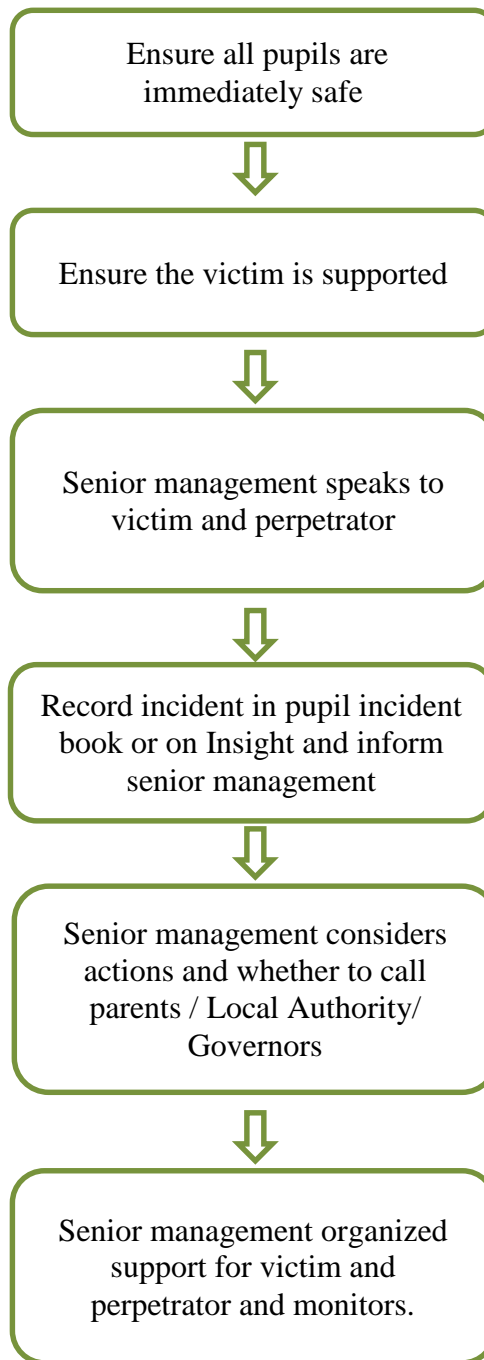 Ensure all pupils are
immediately safe
Ensure the victim is supported
Senior management speaks to
victim and perpetrator
Record incident in pupil incident
book or on Insight and inform
senior management
Senior management considers
actions and whether to call
parents / Local Authority/
Governors
Senior management organized
support for victim and
perpetrator and monitors.